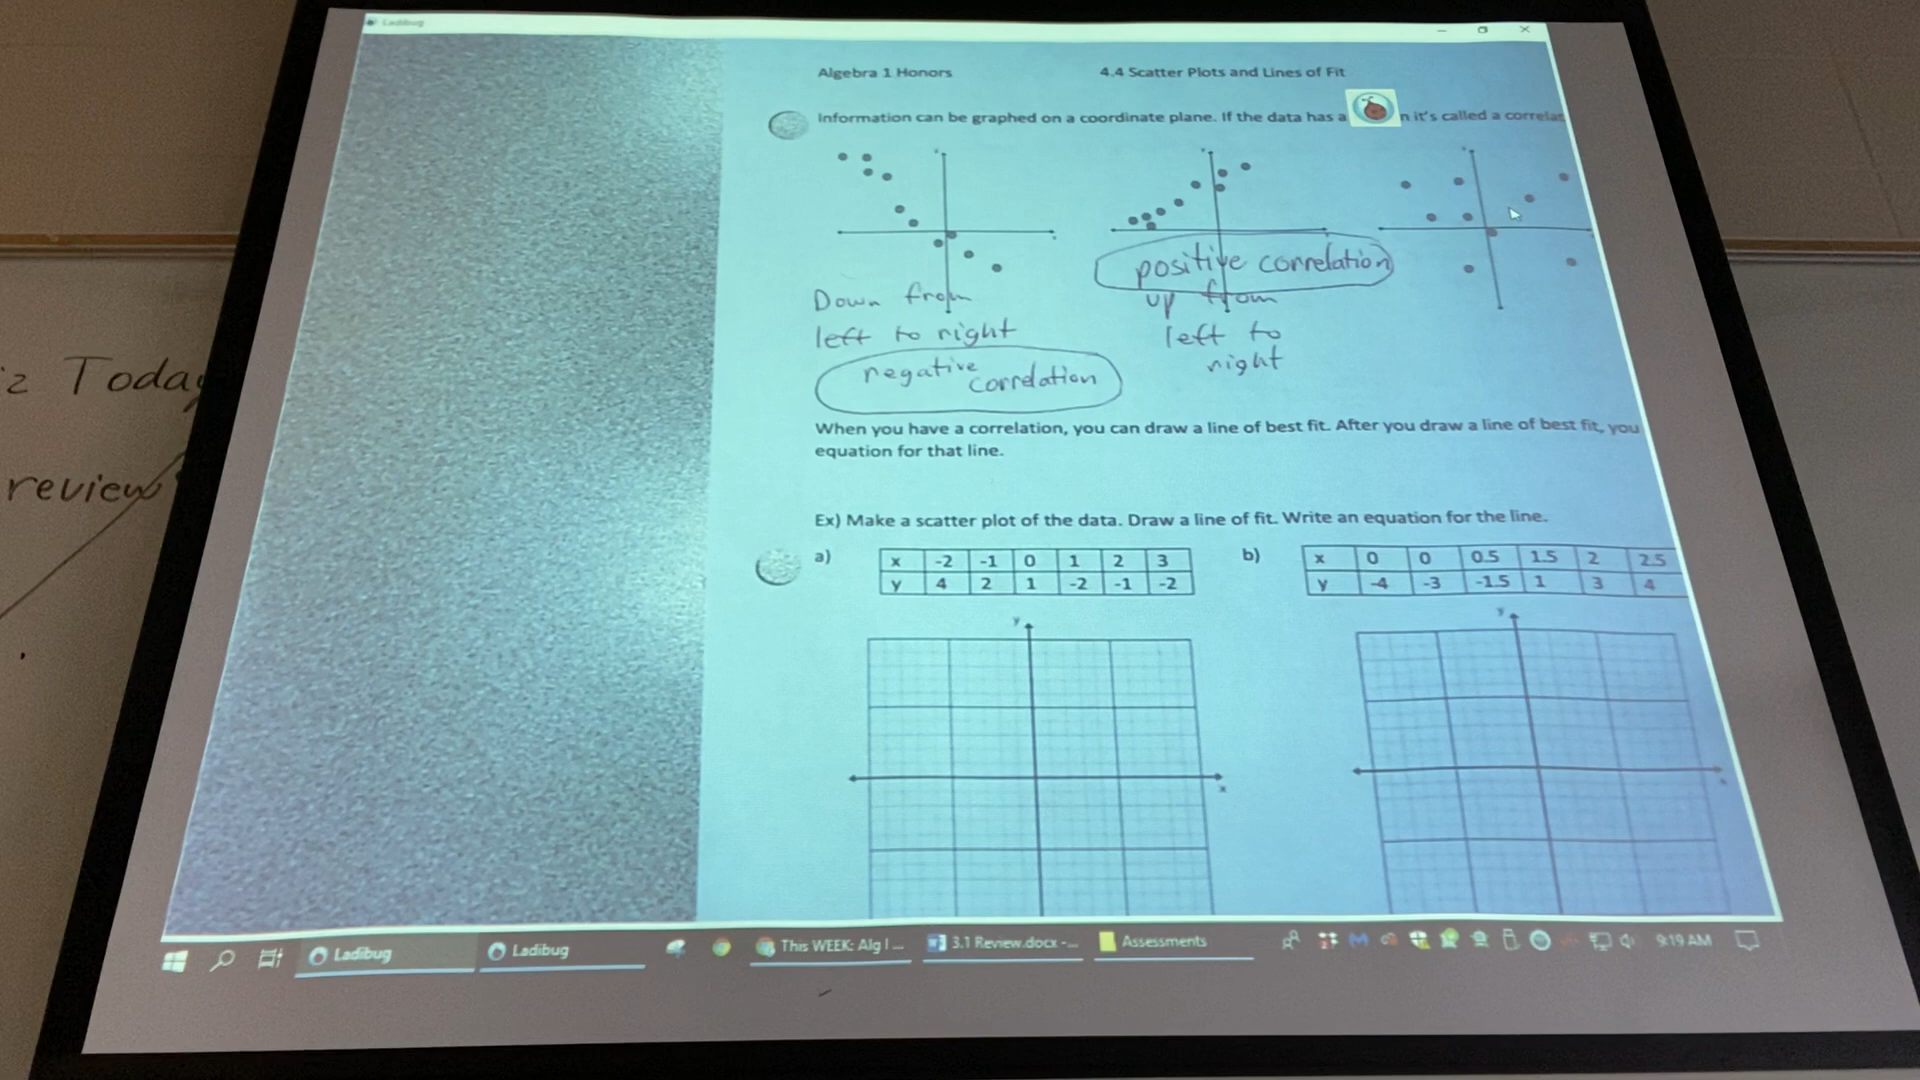 Ladibug
Algebra 1 Honors
4.4 Scatter Plots and Lines of Fit
Information can be graphed on a coordinate plane. If the data has a n it's called a correlat
Down from
left to right
negative
correlation
positive correlation
up from
left to
right
When you have a correlation, you can draw a line of best fit. After you draw a line of best fit, you
equation for that line.
Ex) Make a scatter plot of the data. Draw a line of fit. Write an equation for the line.
a)
x -2 -1 0 1 2 3
y 4 2 1 -2 -1 -2
b)
x 0 0 0.5 1.5 2 2.5
y -4 -3 -1.5 1 3 4
y
x
y
x
z Today
review
Ladibug
Ladibug
This WEEK: Alg I ...
3.1 Review.docx -...
Assessments
9:19 AM